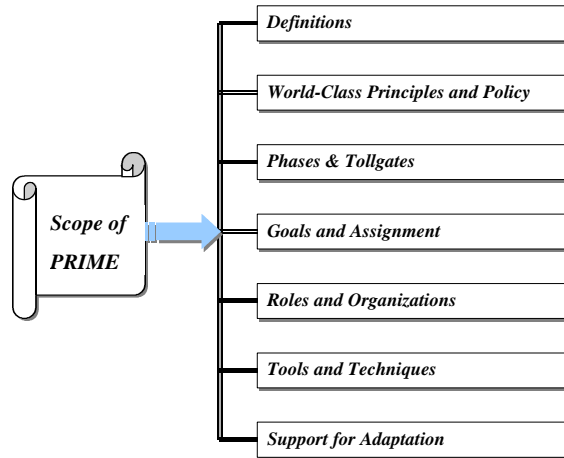 Scope of
PRIME
Definitions
World-Class Principles and Policy
Phases & Tollgates
Goals and Assignment
Roles and Organizations
Tools and Techniques
Support for Adaptation